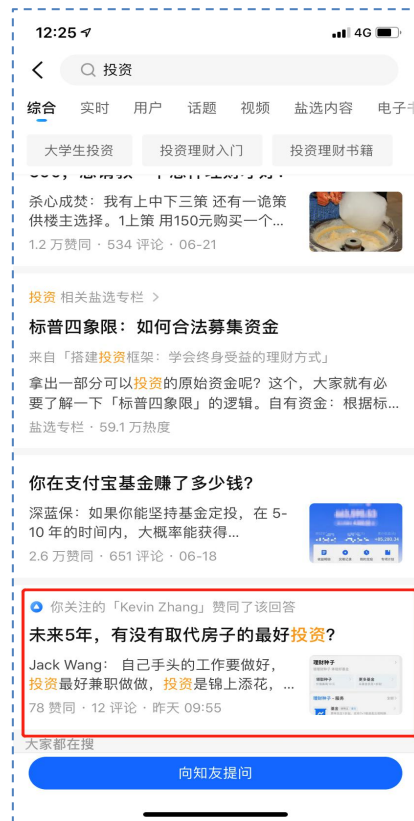 12:25
4G
投资
综合 实时 用户 话题 视频 盐选内容 电子书
大学生投资 投资理财入门 投资理财书籍
杀心成焚：我有上中下三策 还有一诡策
供楼主选择。1上策 用150元购买一个...
1.2 万赞同 · 534 评论 · 06-21
投资 相关盐选专栏 >
标普四象限：如何合法募集资金
来自「搭建投资框架：学会终身受益的理财方式」
拿出一部分可以投资的原始资金呢？这个，大家就有必
要了解一下「标普四象限」的逻辑。自有资金：根据标...
盐选专栏 · 59.1 万热度
你在支付宝基金赚了多少钱？
深蓝保：如果你能坚持基金定投，在 5-
10 年的时间内，大概率能获得...
2.6 万赞同 · 651 评论 · 06-18
你关注的「Kevin Zhang」赞同了该回答
未来5年，有没有取代房子的最好投资？
Jack Wang： 自己手头的工作要做好，
投资最好兼职做做，投资是锦上添花，...
理财种子
78 赞同 · 12 评论 · 昨天 09:55
大家都在搜
向知友提问